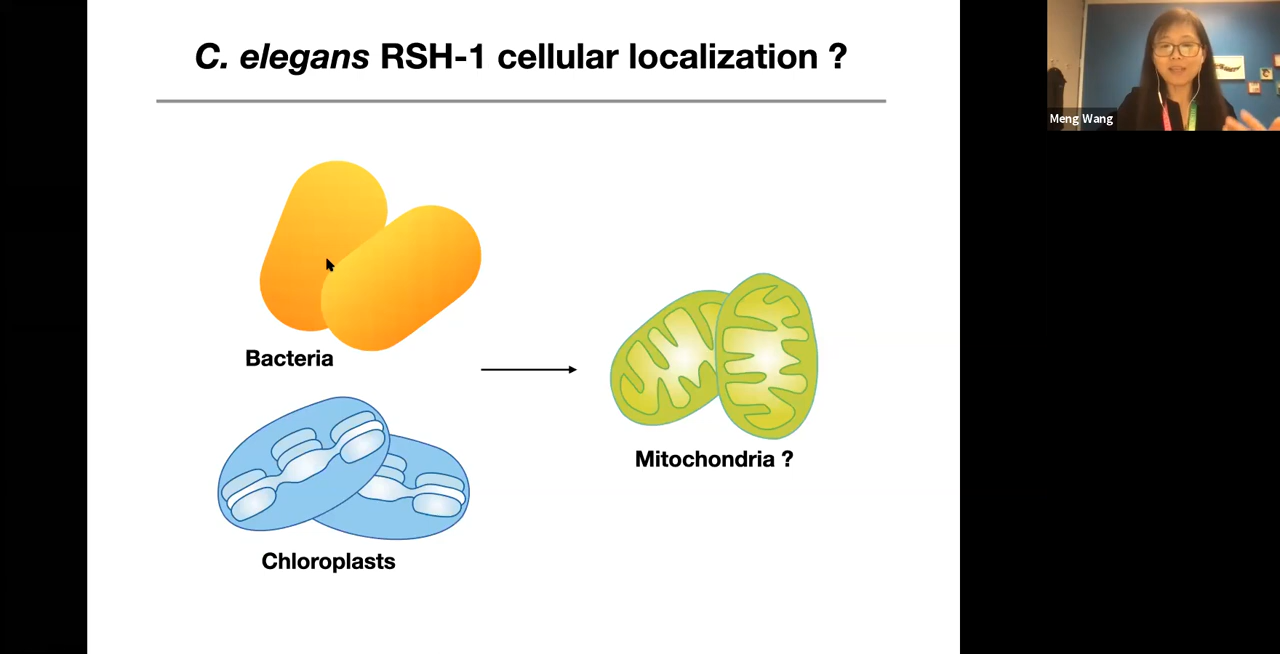 C. elegans RSH-1 cellular localization ?
Meng Wang
Bacteria
Mitochondria ?
Chloroplasts